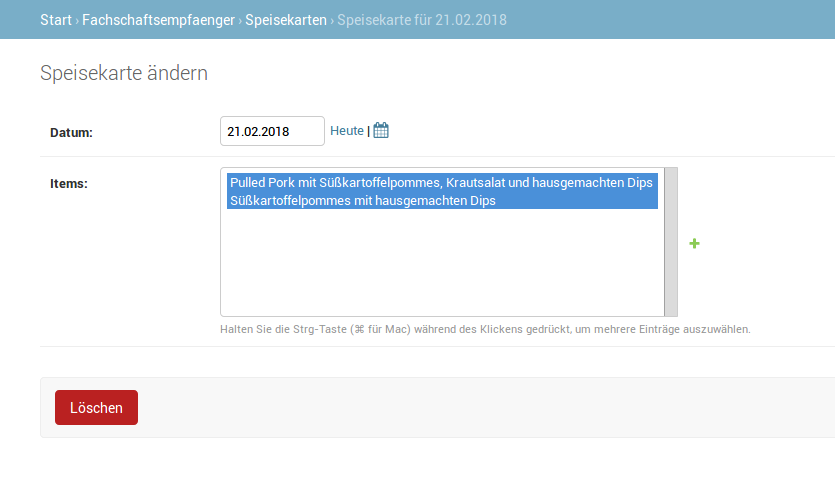 Start › Fachschaftsempfaenger › Speisekarten › Speisekarte für 21.02.2018
Speisekarte ändern
Datum: 21.02.2018 Heute |
Items: Pulled Pork mit Süßkartoffelpommes, Krautsalat und hausgemachten Dips
Süßkartoffelpommes mit hausgemachten Dips
Halten Sie die Strg-Taste (⌘ für Mac) während des Klickens gedrückt, um mehrere Einträge auszuwählen.
Löschen